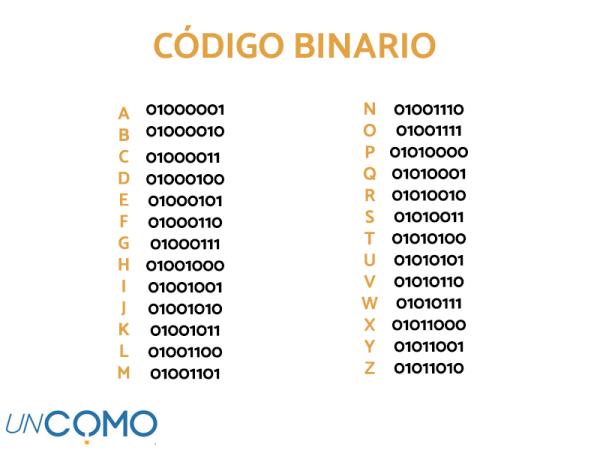 CÓDIGO BINARIO
A 01000001
B 01000010
C 01000011
D 01000100
E 01000101
F 01000110
G 01000111
H 01001000
I 01001001
J 01001010
K 01001011
L 01001100
M 01001101
N 01001110
O 01001111
P 01010000
Q 01010001
R 01010010
S 01010011
T 01010100
U 01010101
V 01010110
W 01010111
X 01011000
Y 01011001
Z 01011010
UNCOMO